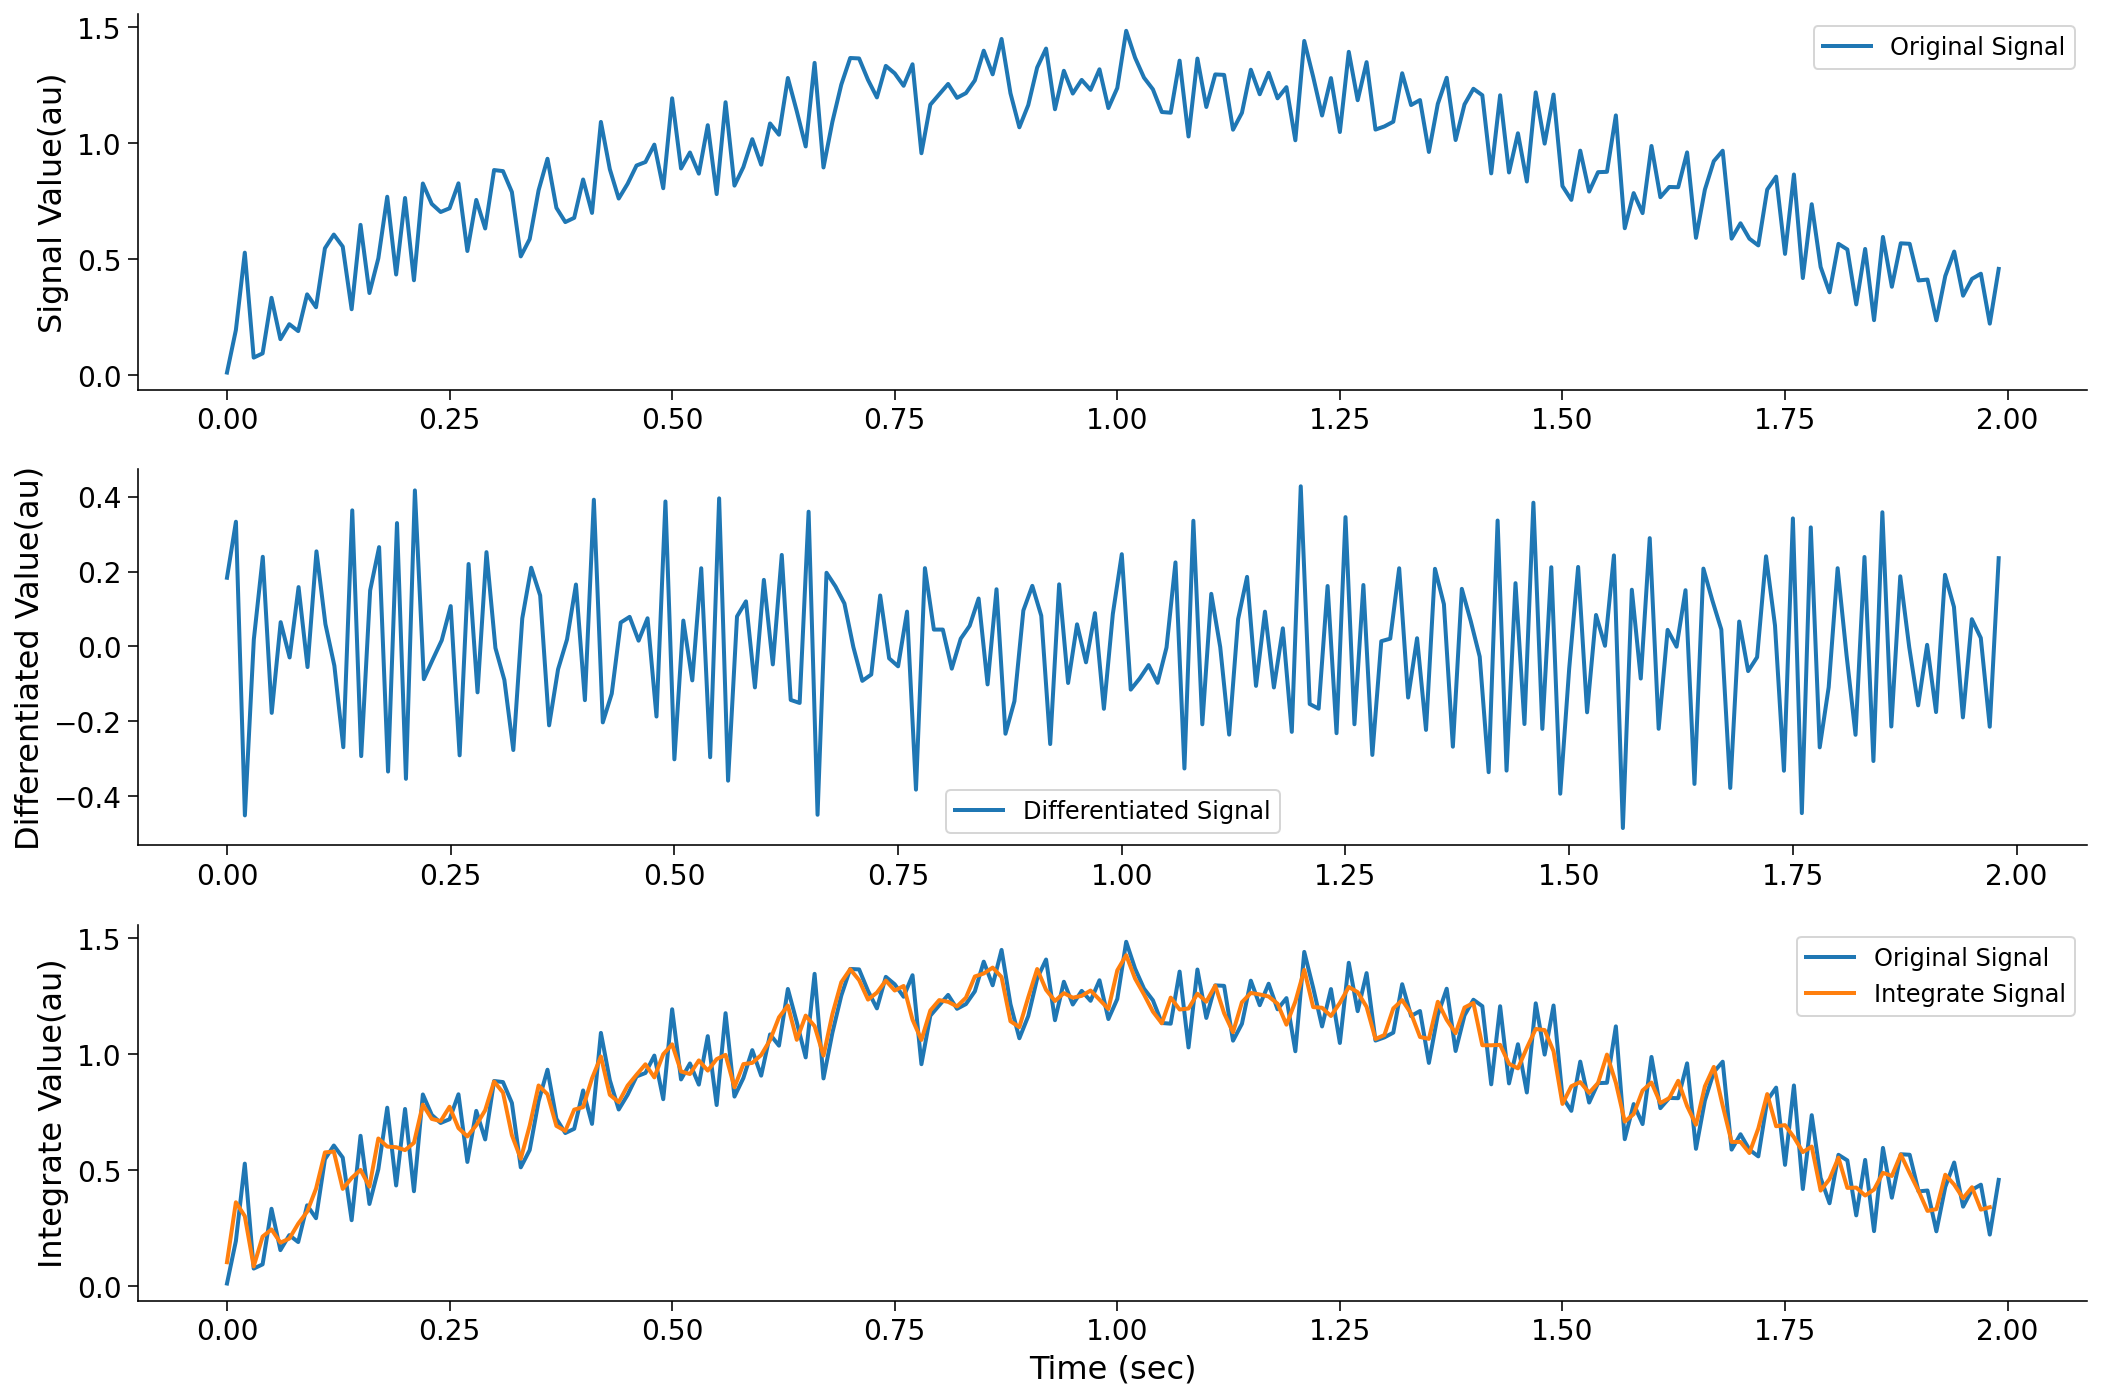 Signal Value(au)
1.5
1.0
0.5
0.0
Original Signal
0.00 0.25 0.50 0.75 1.00 1.25 1.50 1.75 2.00
Differentiated Value(au)
0.4
0.2
0.0
−0.2
−0.4
Differentiated Signal
0.00 0.25 0.50 0.75 1.00 1.25 1.50 1.75 2.00
Integrate Value(au)
1.5
1.0
0.5
0.0
Original Signal
Integrate Signal
0.00 0.25 0.50 0.75 1.00 1.25 1.50 1.75 2.00
Time (sec)